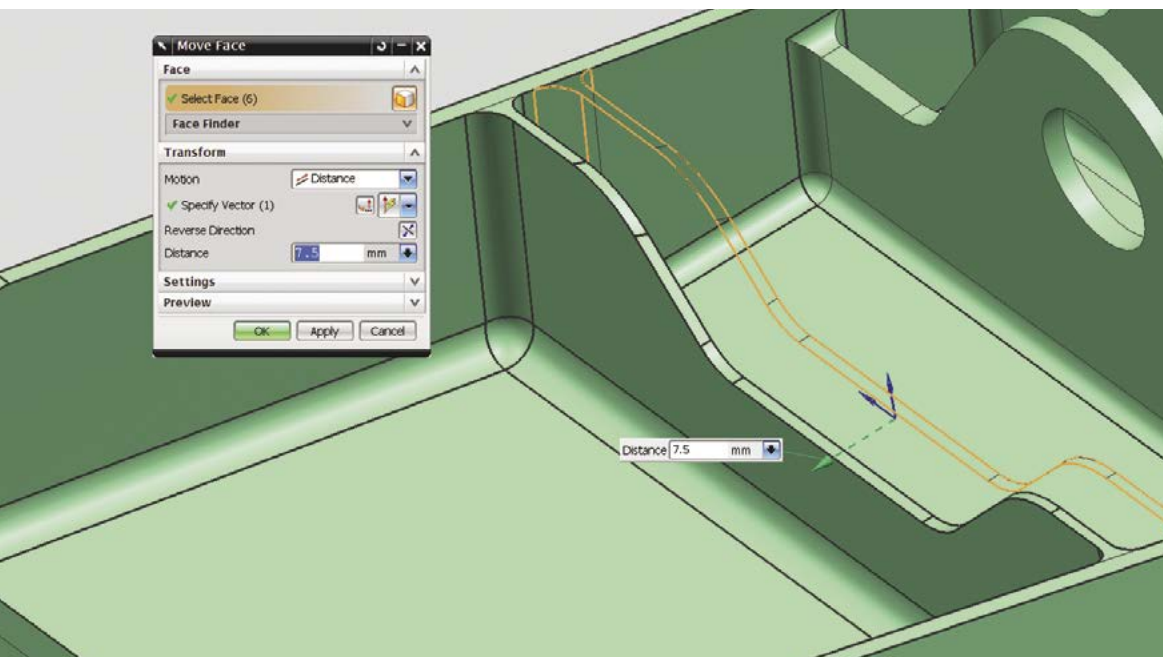 Move Face
Face
Select Face (6)
Face Finder
Transform
Motion Distance
Specify Vector (1)
Reverse Direction
Distance 7.5 mm
Settings
Preview
OK Apply Cancel
Distance 7.5 mm